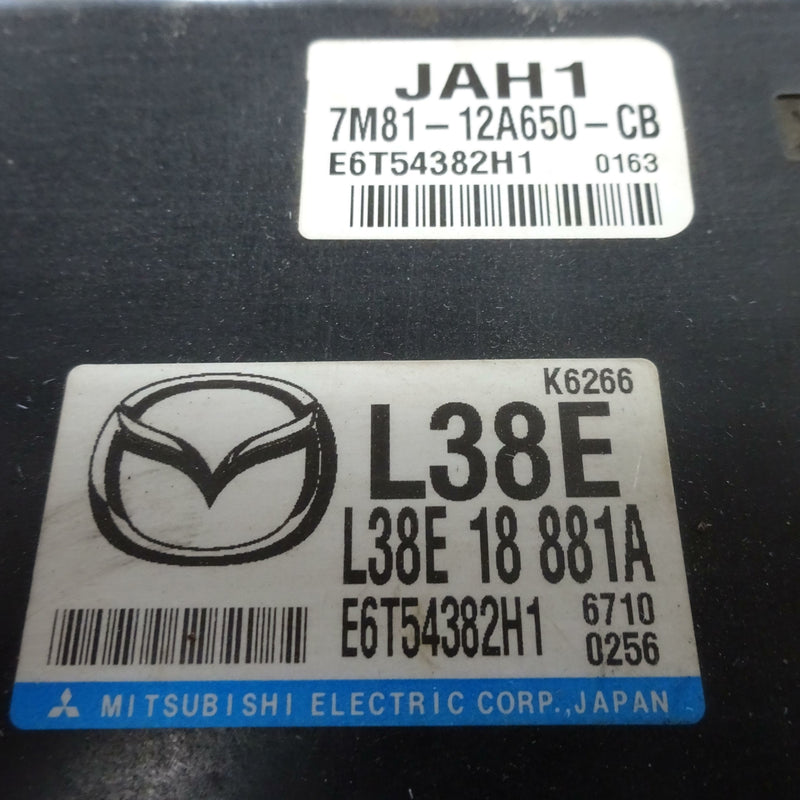 JAH1
7M81-12A650-CB
E6T54382H1 0163
K6266
L38E
L38E 18 881A
E6T54382H1 6710
0256
MITSUBISHI ELECTRIC CORP.,JAPAN